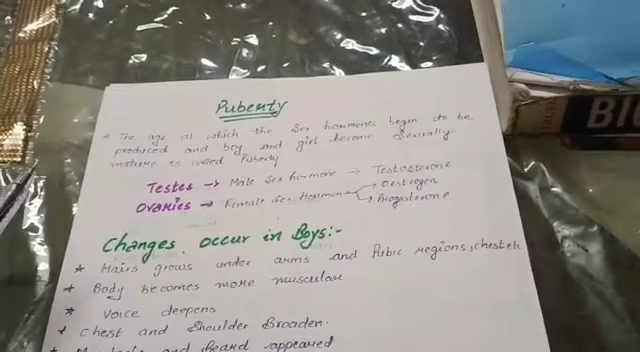 Puberty
* The age at which the Sex hormones begin to be
produced and boy and girl become Sexually
mature is called Puberty
Testes → Male Sex hormone → Testosterone
Ovaries → Female Sex Hormone → Oestrogen
→ Progesterone
Changes occur in Boys:-
* Hairs grows under arms and Pubic regions, chest etc
* Body becomes more muscular
* Voice deepens
* Chest and Shoulder Broaden.
and Beard appeared
BI